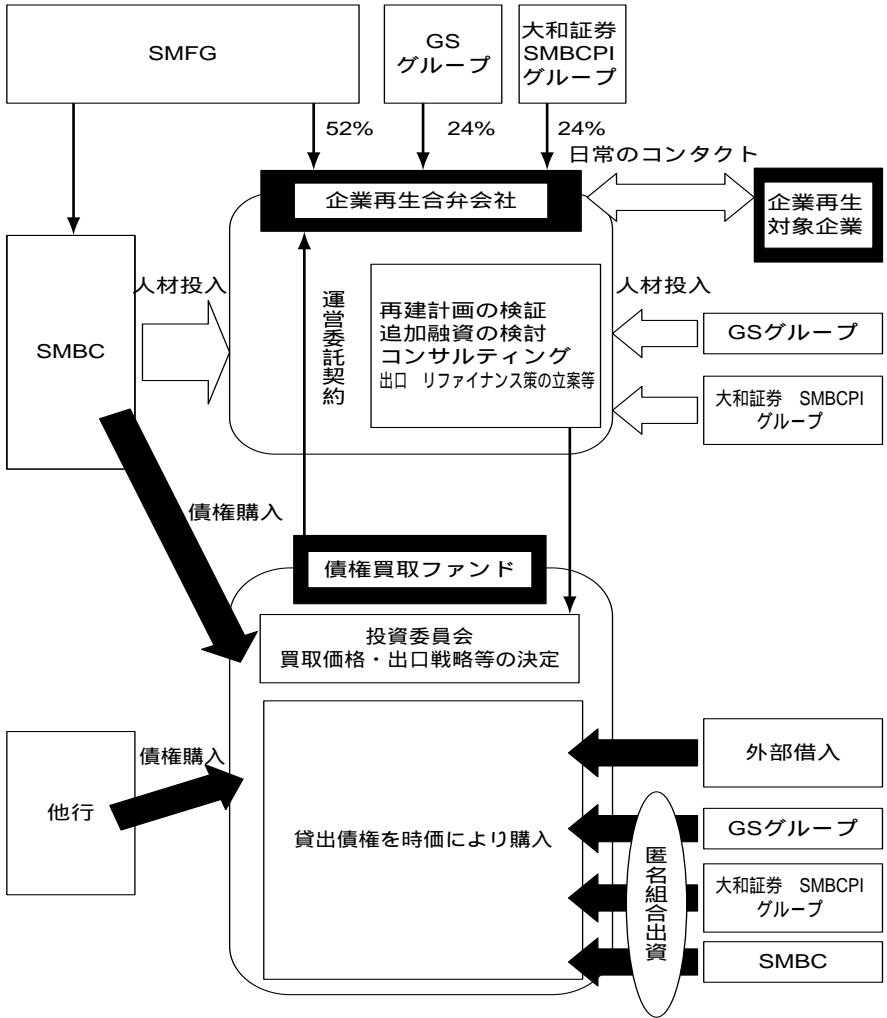 SMFG
GS
グループ
大和証券
SMBCPI
グループ
52%
24%
24%
日常のコンタクト
企業再生合弁会社
企業再生
対象企業
人材投入
運営委託契約
再建計画の検証
追加融資の検討
コンサルティング
出口　リファイナンス策の立案等
人材投入
SMBC
GSグループ
大和証券　SMBCPI
グループ
債権購入
債権買取ファンド
投資委員会
買取価格・出口戦略等の決定
他行
債権購入
貸出債権を時価により購入
匿名組合出資
外部借入
GSグループ
大和証券　SMBCPI
グループ
SMBC